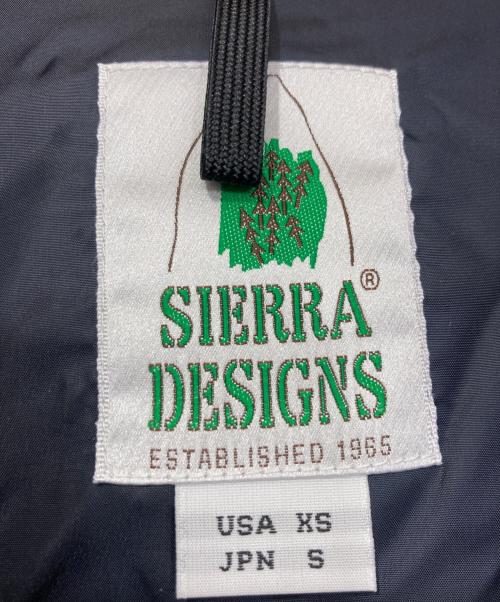 SIERRA®
DESIGNS
ESTABLISHED 1965
USA XS
JPN S